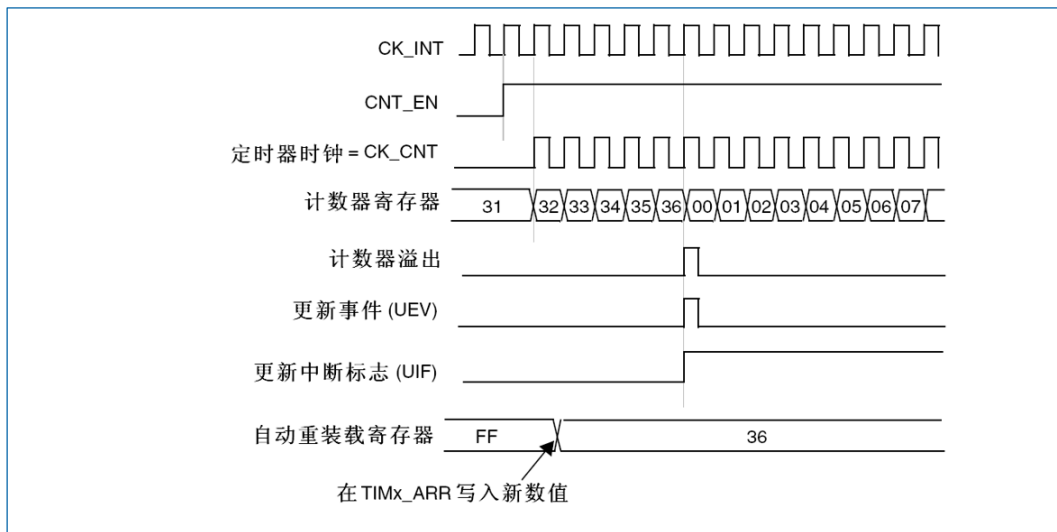 CK_INT
CNT_EN
定时器时钟 = CK_CNT
计数器寄存器 31 32 33 34 35 36 00 01 02 03 04 05 06 07
计数器溢出
更新事件 (UEV)
更新中断标志 (UIF)
自动重装载寄存器 FF 36
在 TIMx_ARR 写入新数值